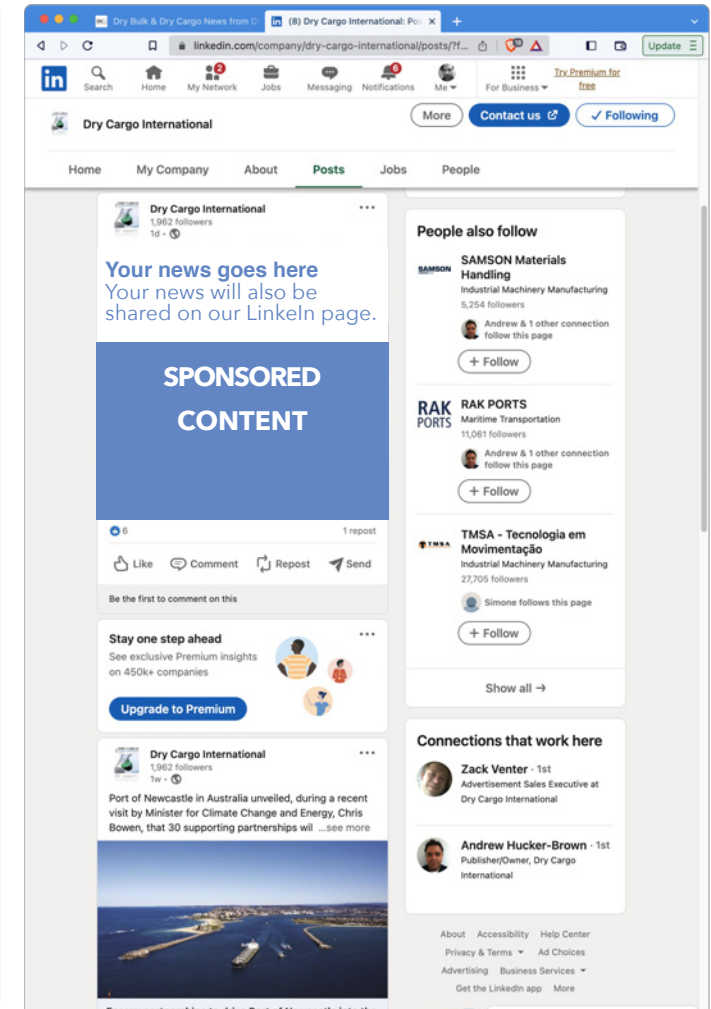 Dry Bulk & Dry Cargo News from D
(8) Dry Cargo International: Pos
linkedin.com/company/dry-cargo-international/posts/?f...
Update
in
Search
Home
2
My Network
Jobs
Messaging
6
Notifications
Me
For Business
Try Premium for
free
Dry Cargo International
More
Contact us
Following
Home
My Company
About
Posts
Jobs
People
Dry Cargo International
1,962 followers
1d •
Your news goes here
Your news will also be
shared on our LinkeIn page.
SPONSORED
CONTENT
6
1 repost
Like
Comment
Repost
Send
Be the first to comment on this
Stay one step ahead
See exclusive Premium insights
on 450k+ companies
Upgrade to Premium
Dry Cargo International
1,962 followers
1w •
Port of Newcastle in Australia unveiled, during a recent
visit by Minister for Climate Change and Energy, Chris
Bowen, that 30 supporting partnerships wil ...see more
People also follow
SAMSON
SAMSON Materials
Handling
Industrial Machinery Manufacturing
5,254 followers
Andrew & 1 other connection
follow this page
+ Follow
RAK
PORTS
RAK PORTS
Maritime Transportation
11,061 followers
Andrew & 1 other connection
follow this page
+ Follow
TMSA
TMSA - Tecnologia em
Movimentação
Industrial Machinery Manufacturing
27,705 followers
Simone follows this page
+ Follow
Show all →
Connections that work here
Zack Venter · 1st
Advertisement Sales Executive at
Dry Cargo International
Andrew Hucker-Brown · 1st
Publisher/Owner, Dry Cargo
International
About Accessibility Help Center
Privacy & Terms Ad Choices
Advertising Business Services
Get the LinkedIn app More